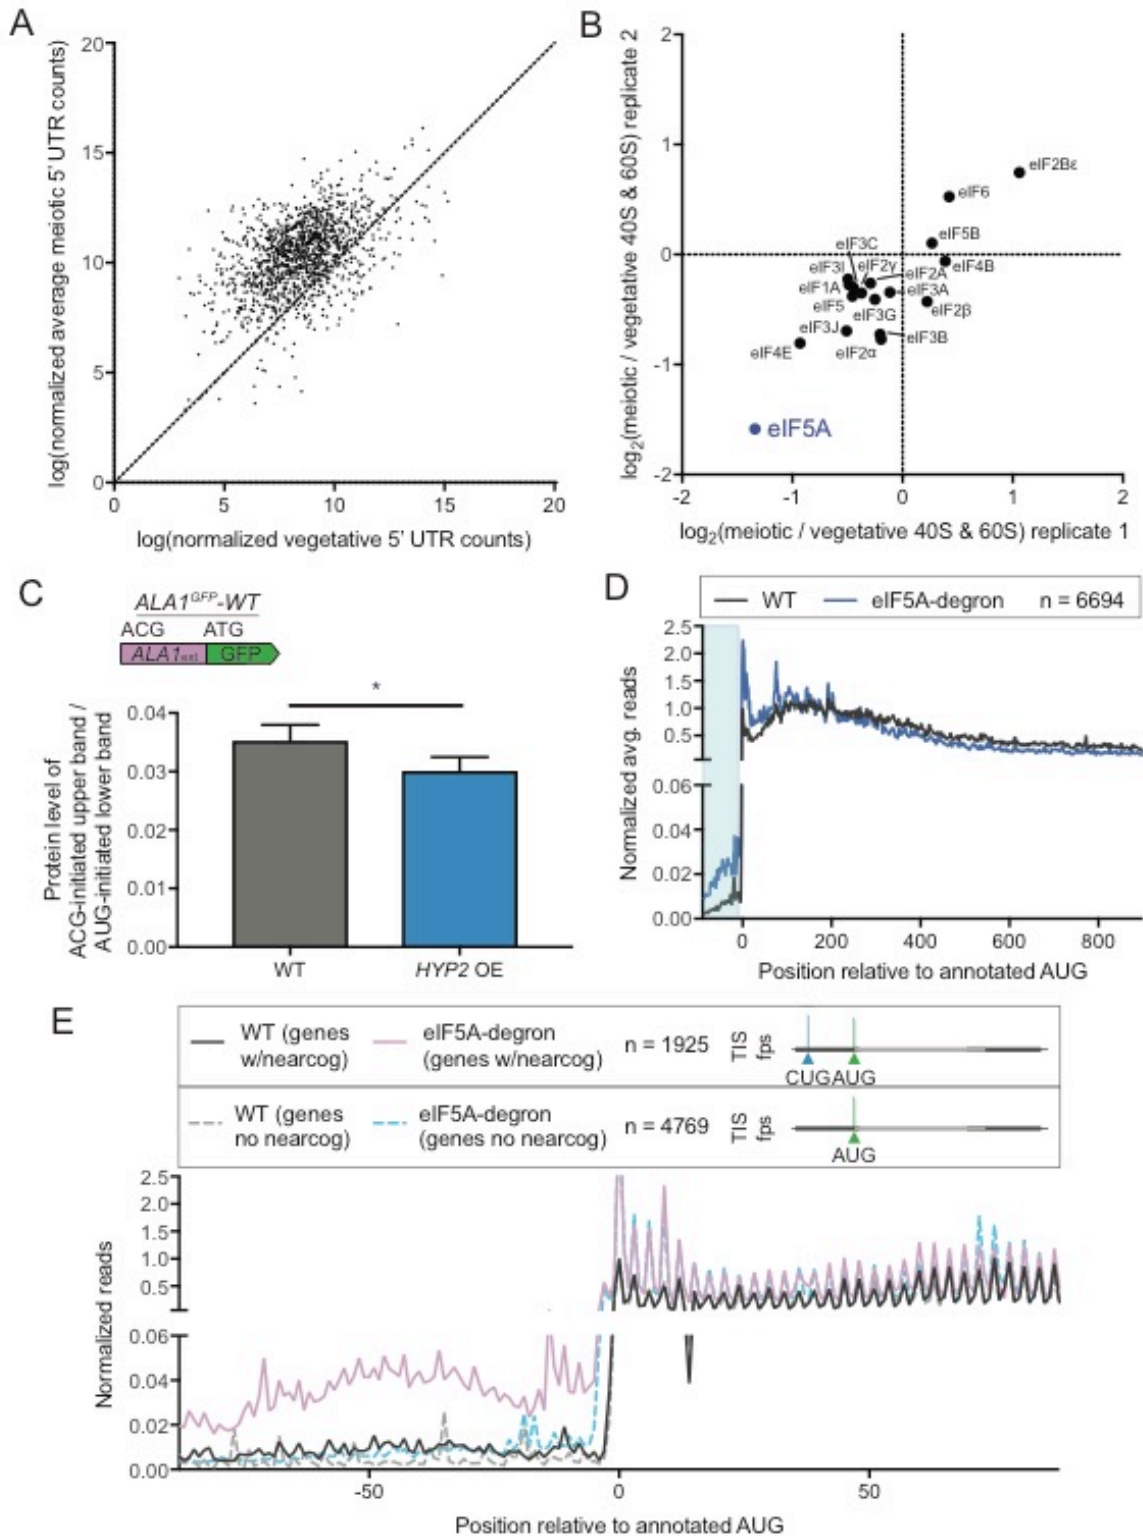 A
log(normalized average meiotic 5' UTR counts)
20
15
10
5
0
0
5
10
15
20
log(normalized vegetative 5' UTR counts)
B
log2(meiotic / vegetative 40S & 60S) replicate 2
2
1
0
-1
-2
eIF2Bε
eIF6
eIF5B
eIF4B
eIF3C
eIF3I
eIF2γ
eIF2A
eIF1A
eIF3A
eIF5
eIF3G
eIF2β
eIF3J
eIF3B
eIF4E
eIF2α
eIF5A
-2
-1
0
1
2
log2(meiotic / vegetative 40S & 60S) replicate 1
C
ALA1GFP-WT
ACG ATG
ALA1ext GFP
*
Protein level of
ACG-initiated upper band /
AUG-initiated lower band
0.04
0.03
0.02
0.01
0.00
WT
HYP2 OE
D
WT eIF5A-degron n = 6694
Normalized avg. reads
2.5
2.0
1.5
1.0
0.5
0.06
0.04
0.02
0.00
0
200
400
600
800
Position relative to annotated AUG
E
WT (genes
w/nearcog)
eIF5A-degron
(genes w/nearcog)
n = 1925
TIS
fps
CUG AUG
WT (genes
no nearcog)
eIF5A-degron
(genes no nearcog)
n = 4769
TIS
fps
AUG
Normalized reads
2.5
2.0
1.5
1.0
0.5
0.06
0.04
0.02
0.00
-50
0
50
Position relative to annotated AUG